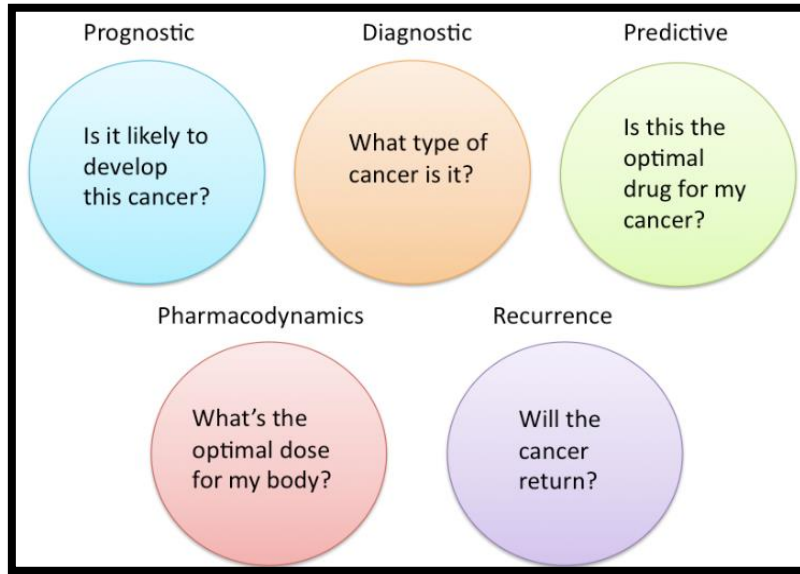 Prognostic
Is it likely to
develop
this cancer?
Diagnostic
What type of
cancer is it?
Predictive
Is this the
optimal
drug for my
cancer?
Pharmacodynamics
What's the
optimal dose
for my body?
Recurrence
Will the
cancer
return?